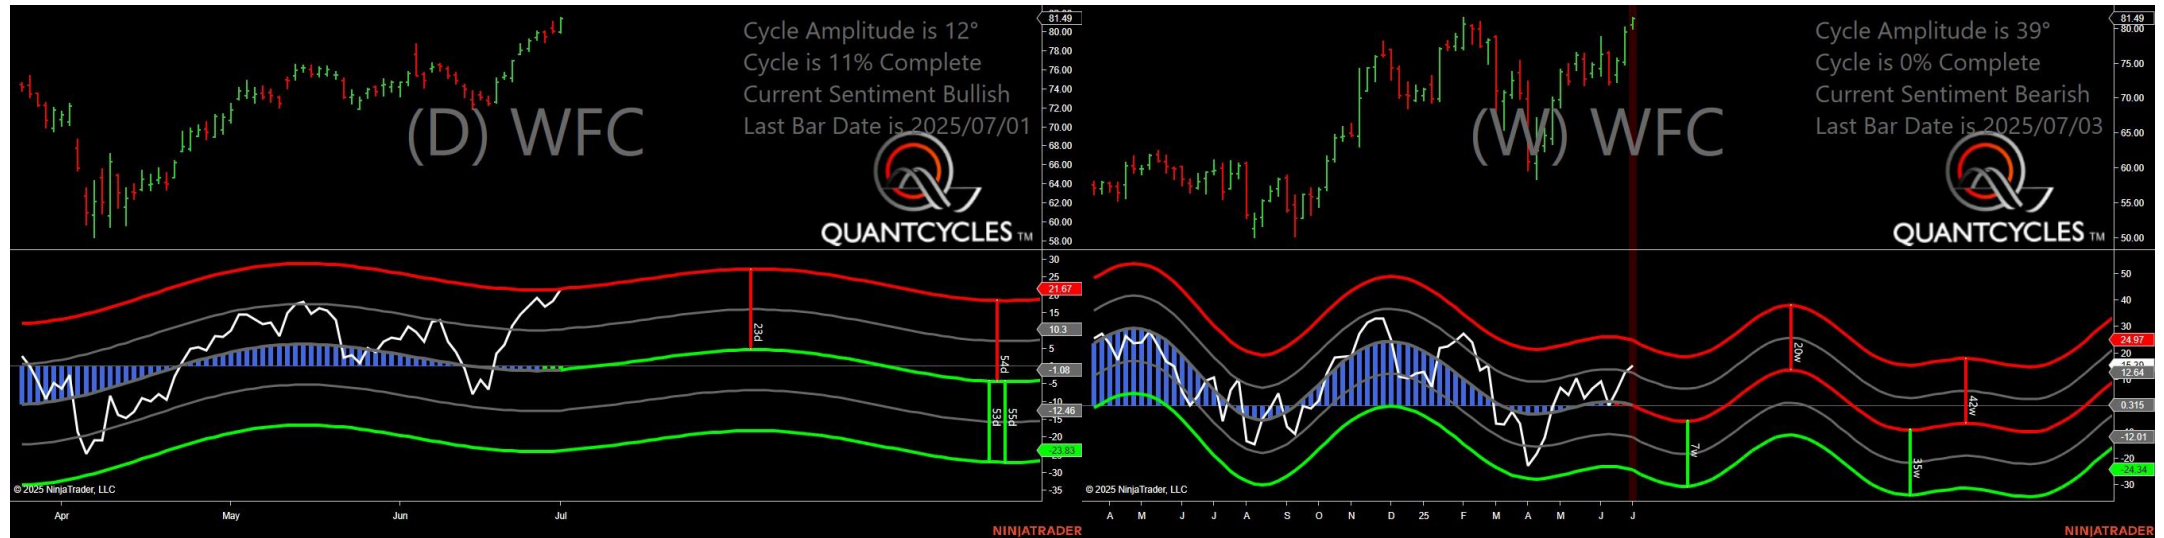 Cycle Amplitude is 12°
Cycle is 11% Complete
Current Sentiment Bullish
Last Bar Date is 2025/07/01
(D) WFC
QUANTCYCLES TM
81.49
80.00
78.00
76.00
74.00
72.00
70.00
68.00
66.00
64.00
62.00
60.00
58.00
30
25
21.67
15
10.3
5
-1.08
-5
-10
-12.46
-15
-20
-23.83
-30
-35
23d
54d
53d
55d
© 2025 NinjaTrader, LLC
Apr
May
Jun
Jul
NINJATRADER
Cycle Amplitude is 39°
Cycle is 0% Complete
Current Sentiment Bearish
Last Bar Date is 2025/07/03
(W) WFC
QUANTCYCLES TM
81.49
80.00
75.00
70.00
65.00
60.00
55.00
50.00
50
40
30
24.97
20
12.64
0.315
-12.01
-20
-24.34
-30
7w
20w
35w
42w
© 2025 NinjaTrader, LLC
A M J J A S O N D 25 F M A M J J
NINJATRADER